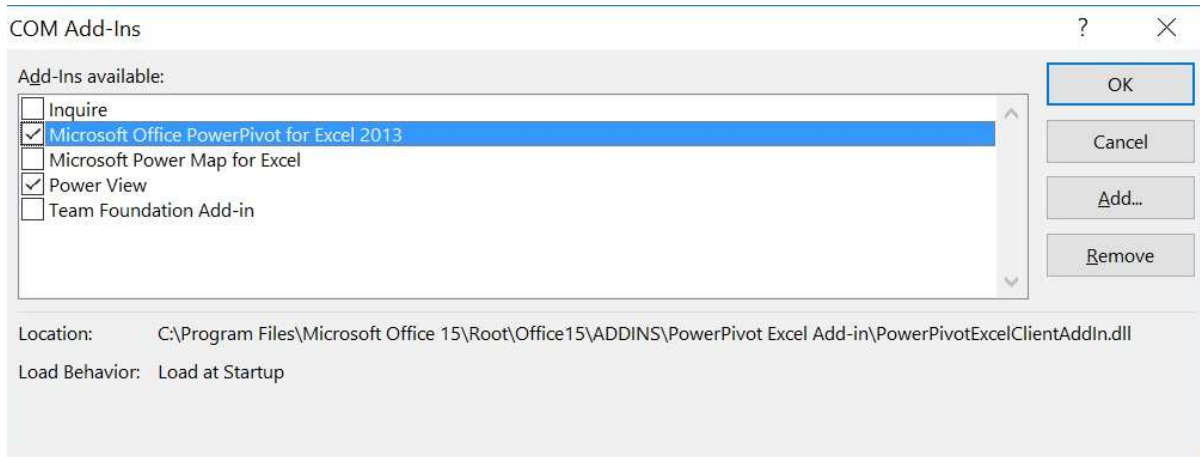 COM Add-Ins
?
Add-Ins available:
Inquire
Microsoft Office PowerPivot for Excel 2013
Microsoft Power Map for Excel
Power View
Team Foundation Add-in
OK
Cancel
Add...
Remove
Location: C:\Program Files\Microsoft Office 15\Root\Office15\ADDINS\PowerPivot Excel Add-in\PowerPivotExcelClientAddIn.dll
Load Behavior: Load at Startup